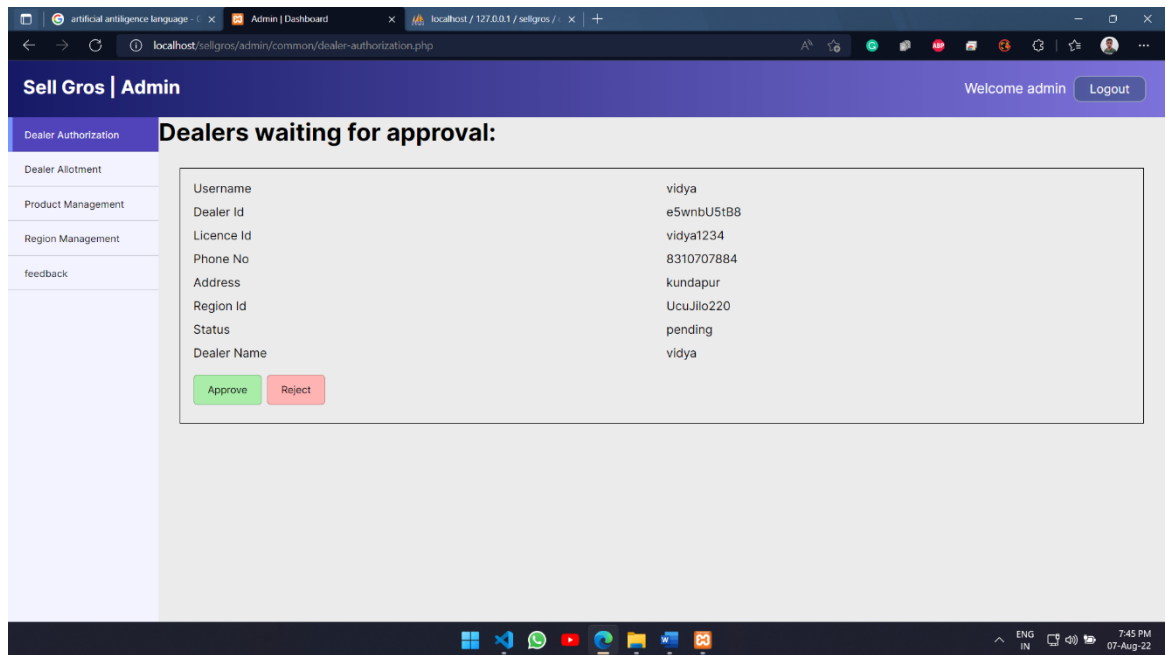 artificial antiligence language - G
Admin | Dashboard
localhost / 127.0.0.1 / sellgros /
localhost/sellgros/admin/common/dealer-authorization.php
Sell Gros | Admin
Welcome admin
Logout
Dealer Authorization
Dealer Allotment
Product Management
Region Management
feedback
Dealers waiting for approval:
Username vidya
Dealer Id e5wnbU5tB8
Licence Id vidya1234
Phone No 8310707884
Address kundapur
Region Id UcuJilo220
Status pending
Dealer Name vidya
Approve Reject
ENG
IN
7:45 PM
07-Aug-22